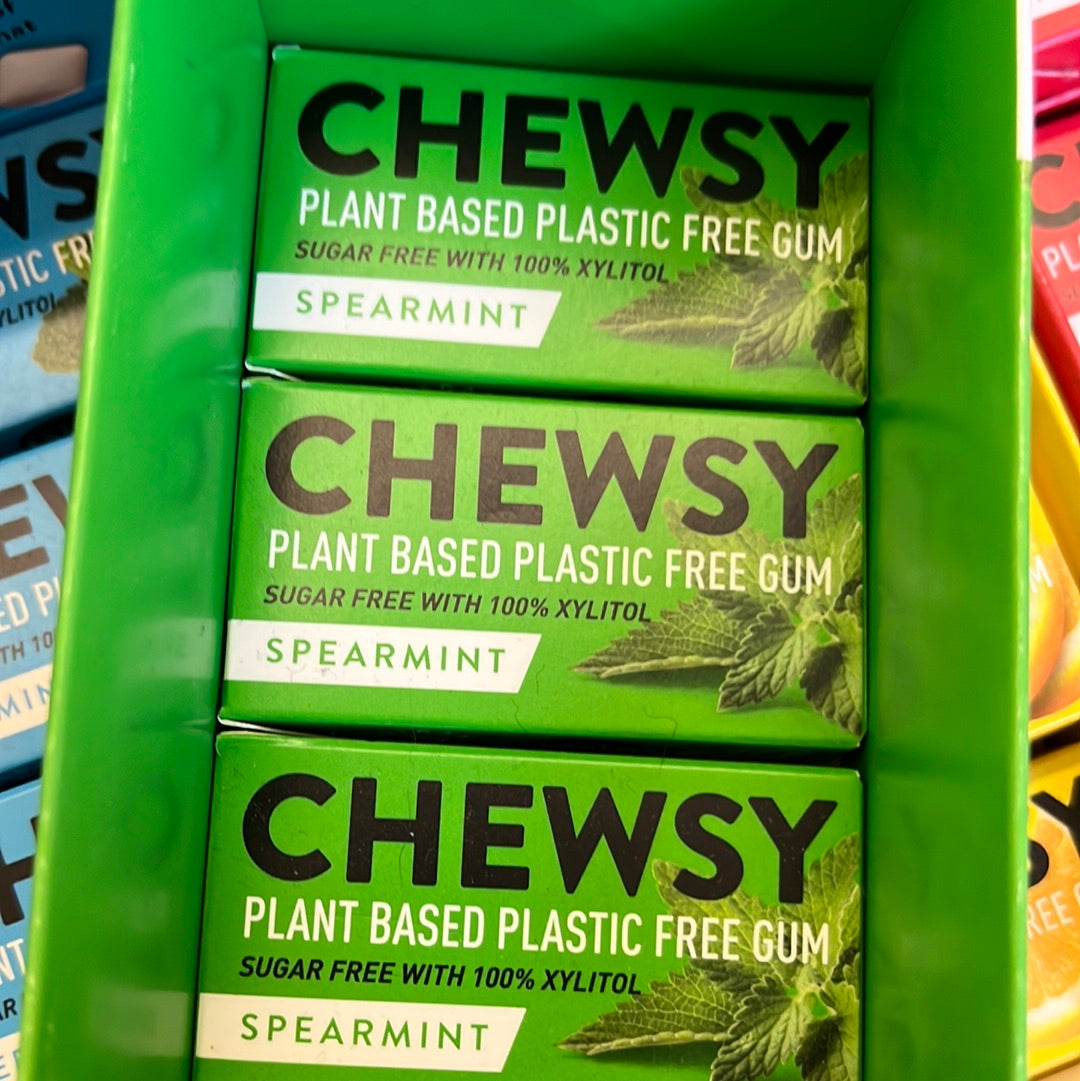 CHEWSY
PLANT BASED PLASTIC FREE GUM
SUGAR FREE WITH 100% XYLITOL
SPEARMINT
CHEWSY
PLANT BASED PLASTIC FREE GUM
SUGAR FREE WITH 100% XYLITOL
SPEARMINT
CHEWSY
PLANT BASED PLASTIC FREE GUM
SUGAR FREE WITH 100% XYLITOL
SPEARMINT